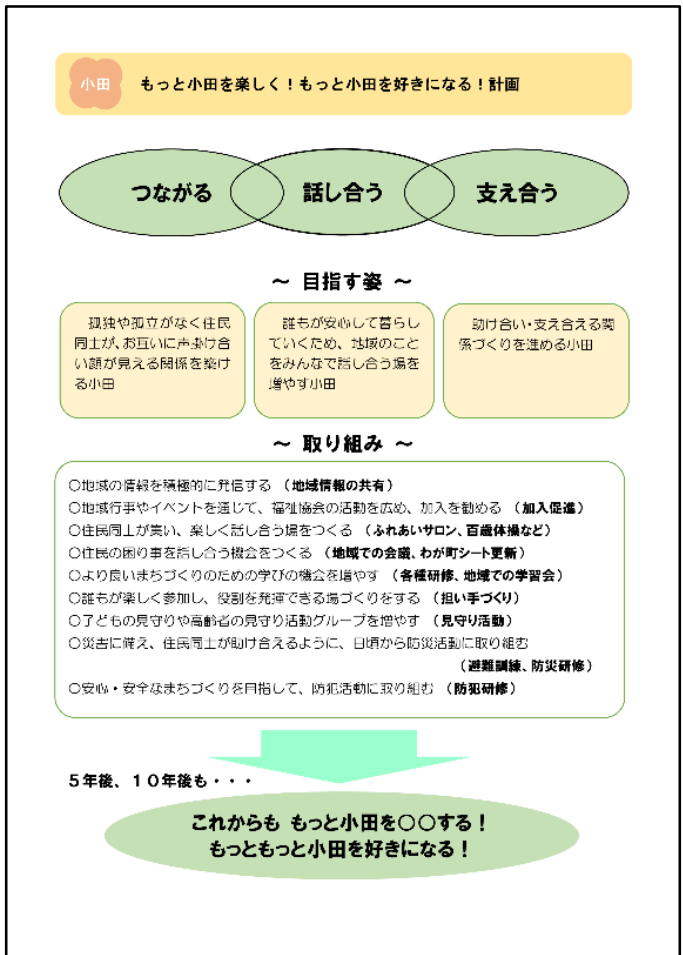 小田 もっと小田を楽しく！もっと小田を好きになる！計画
つながる 話し合う 支え合う
～ 目指す姿 ～
孤独や孤立がなく住民
同士が、お互いに声掛け合
い顔が見える関係を築け
る小田
誰もが安心して暮らし
ていくため、地域のこと
をみんなで話し合う場を
増やす小田
助け合い・支え合える関
係づくりを進める小田
～ 取り組み ～
○地域の情報を積極的に発信する （地域情報の共有）
○地域行事やイベントを通じて、福祉協会の活動を広め、加入を勧める （加入促進）
○住民同士が集い、楽しく話し合う場をつくる （ふれあいサロン、百歳体操など）
○住民の困り事を話し合う機会をつくる （地域での会議、わが町シート更新）
○より良いまちづくりのための学びの機会を増やす （各種研修、地域での学習会）
○誰もが楽しく参加し、役割を発揮できる場づくりをする （担い手づくり）
○子どもの見守りや高齢者の見守り活動グループを増やす （見守り活動）
○災害に備え、住民同士が助け合えるように、日頃から防災活動に取り組む
（避難訓練、防災研修）
○安心・安全なまちづくりを目指して、防犯活動に取り組む （防犯研修）
５年後、１０年後も・・・
これからも もっと小田を○○する！
もっともっと小田を好きになる！